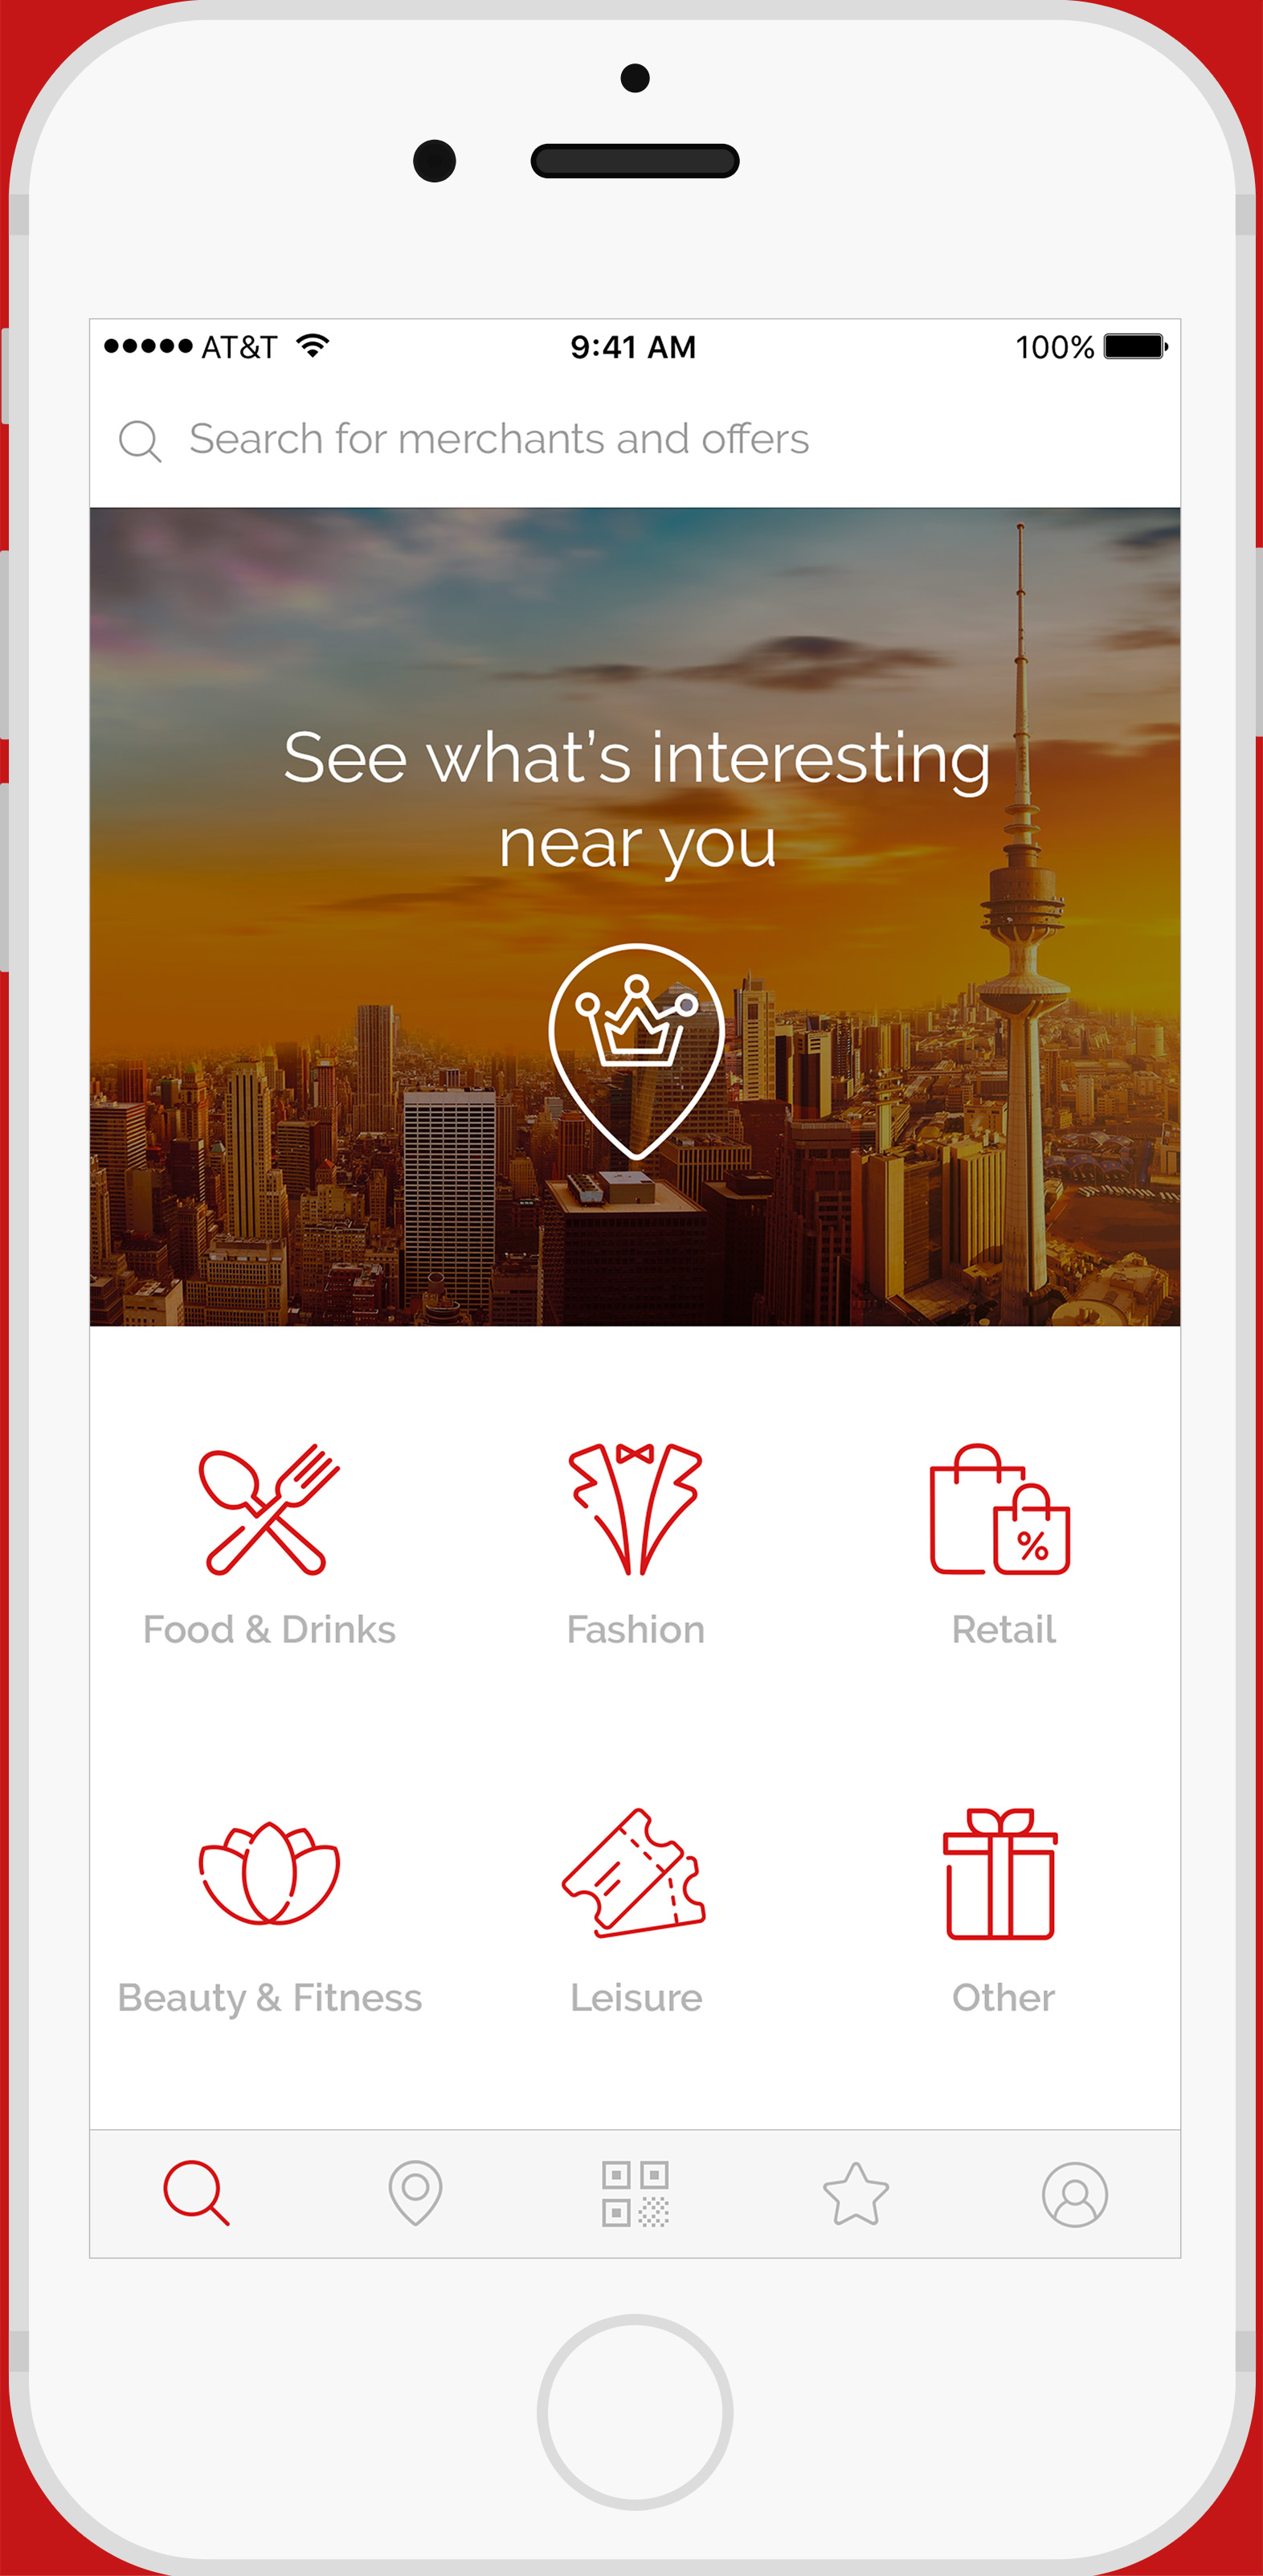 AT&T 9:41 AM 100%
Search for merchants and offers
See what’s interesting
near you
%
Food & Drinks Fashion Retail
Beauty & Fitness Leisure Other